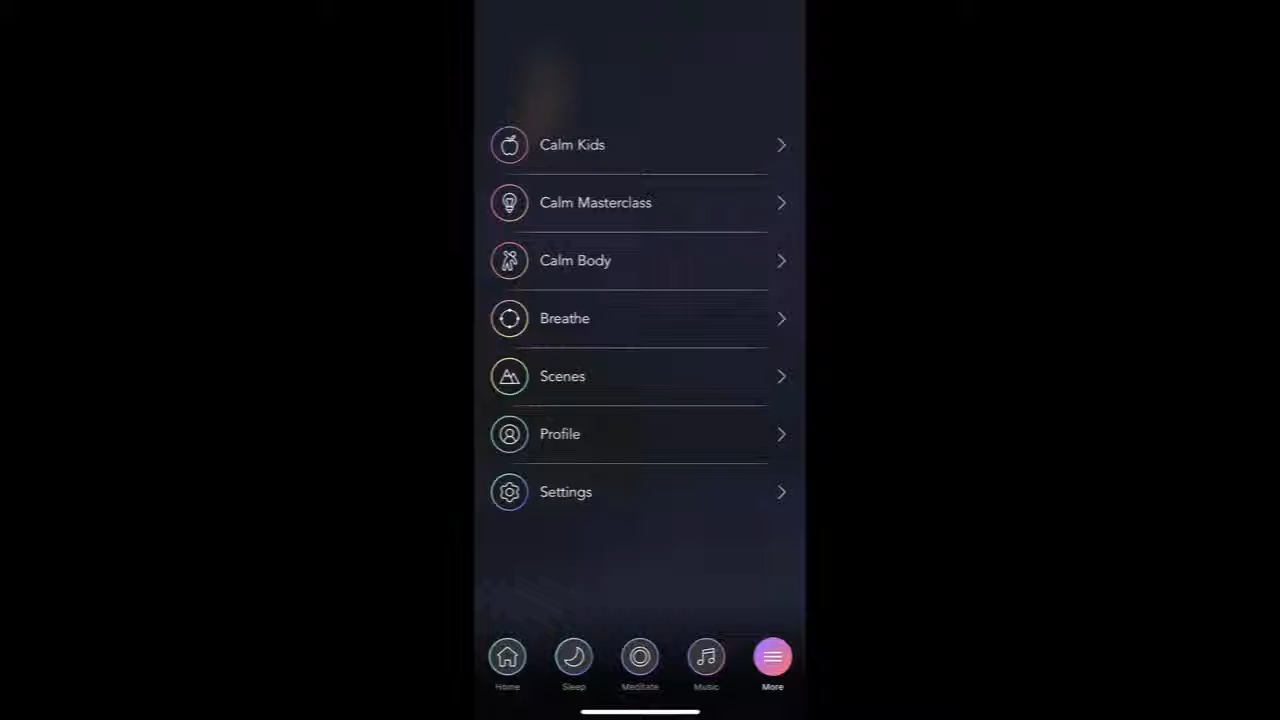 Calm Kids
Calm Masterclass
Calm Body
Breathe
Scenes
Profile
Settings
Home Sleep Meditate Music More